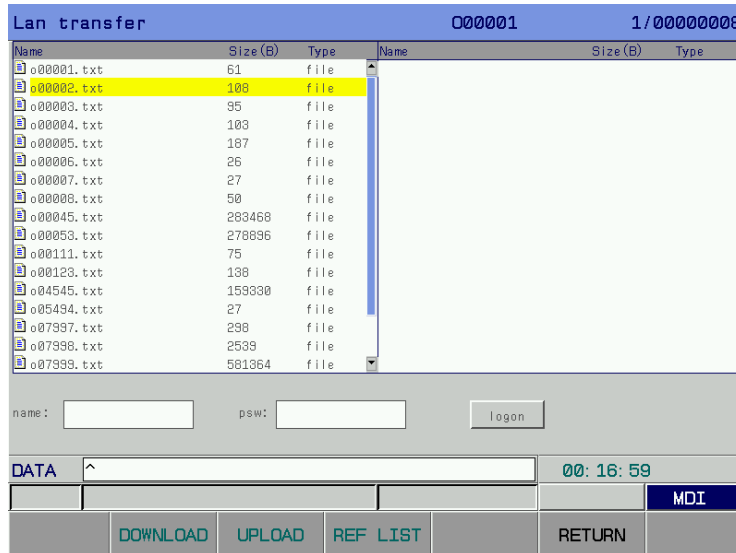 Lan transfer O00001 1/00000008
Name Size(B) Type Name Size(B) Type
o00001.txt 61 file
o00002.txt 108 file
o00003.txt 95 file
o00004.txt 103 file
o00005.txt 187 file
o00006.txt 26 file
o00007.txt 27 file
o00008.txt 50 file
o00045.txt 283468 file
o00053.txt 278896 file
o00111.txt 75 file
o00123.txt 138 file
o04545.txt 159330 file
o05494.txt 27 file
o07997.txt 298 file
o07998.txt 2539 file
o07999.txt 581364 file
name: psw: logon
DATA ^ 00:16:59
MDI
DOWNLOAD UPLOAD REF LIST RETURN